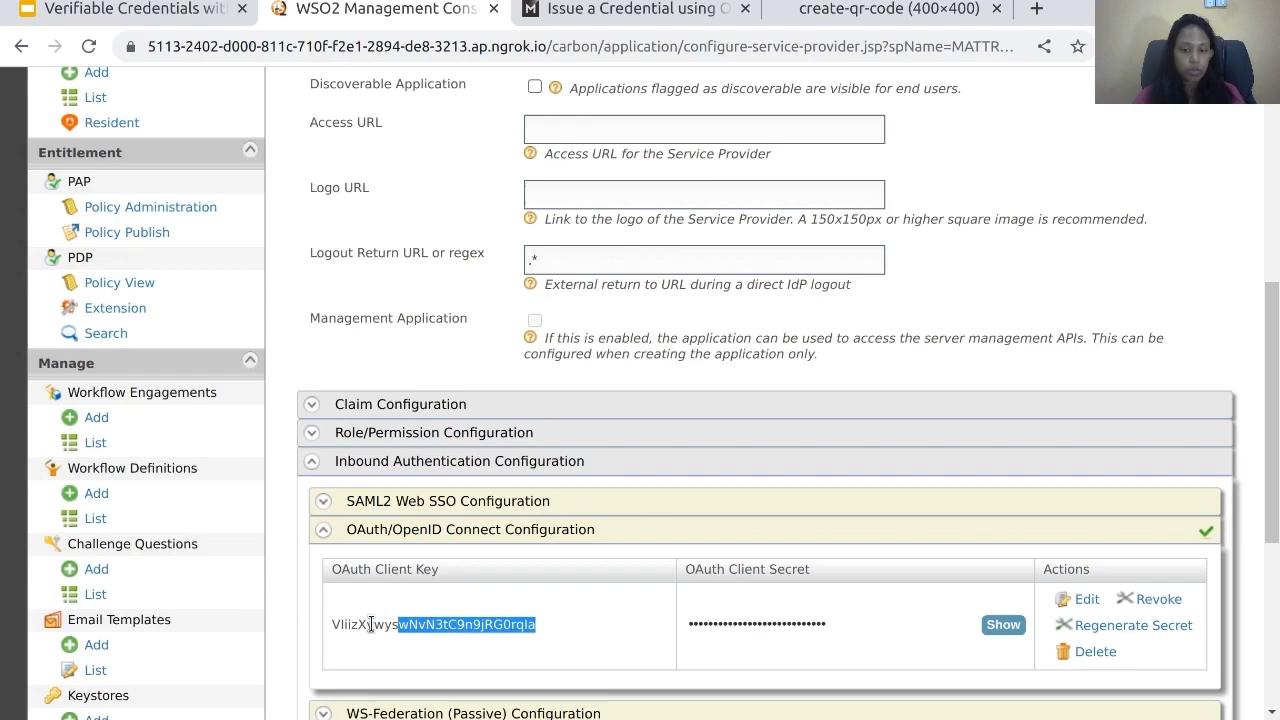 Verifiable Credentials with
WSO2 Management Cons
Issue a Credential using O
create-qr-code (400×400)
5113-2402-d000-811c-710f-f2e1-2894-de8-3213.ap.ngrok.io/carbon/application/configure-service-provider.jsp?spName=MATTR...
Add
List
Resident
Entitlement
PAP
Policy Administration
Policy Publish
PDP
Policy View
Extension
Search
Manage
Workflow Engagements
Add
List
Workflow Definitions
Add
List
Challenge Questions
Add
List
Email Templates
Add
List
Keystores
Add
Discoverable Application
Applications flagged as discoverable are visible for end users.
Access URL
Access URL for the Service Provider
Logo URL
Link to the logo of the Service Provider. A 150x150px or higher square image is recommended.
Logout Return URL or regex
.*
External return to URL during a direct IdP logout
Management Application
If this is enabled, the application can be used to access the server management APIs. This can be
configured when creating the application only.
Claim Configuration
Role/Permission Configuration
Inbound Authentication Configuration
SAML2 Web SSO Configuration
OAuth/OpenID Connect Configuration
OAuth Client Key
OAuth Client Secret
Actions
Show
Edit
Revoke
Regenerate Secret
Delete
WS-Federation (Passive) Configuration